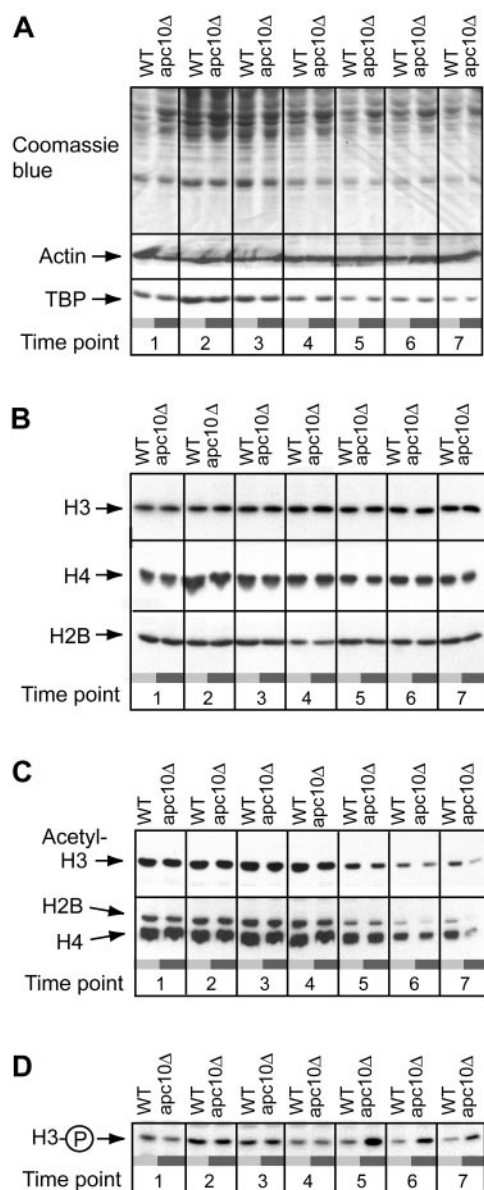 A
WT apc10Δ WT apc10Δ WT apc10Δ WT apc10Δ WT apc10Δ WT apc10Δ WT apc10Δ
Coomassie
blue
Actin
TBP
Time point 1 2 3 4 5 6 7
B
WT apc10Δ WT apc10Δ WT apc10Δ WT apc10Δ WT apc10Δ WT apc10Δ WT apc10Δ
H3
H4
H2B
Time point 1 2 3 4 5 6 7
C
WT apc10Δ WT apc10Δ WT apc10Δ WT apc10Δ WT apc10Δ WT apc10Δ WT apc10Δ
Acetyl-
H3
H2B
H4
Time point 1 2 3 4 5 6 7
D
WT apc10Δ WT apc10Δ WT apc10Δ WT apc10Δ WT apc10Δ WT apc10Δ WT apc10Δ
H3-P
Time point 1 2 3 4 5 6 7